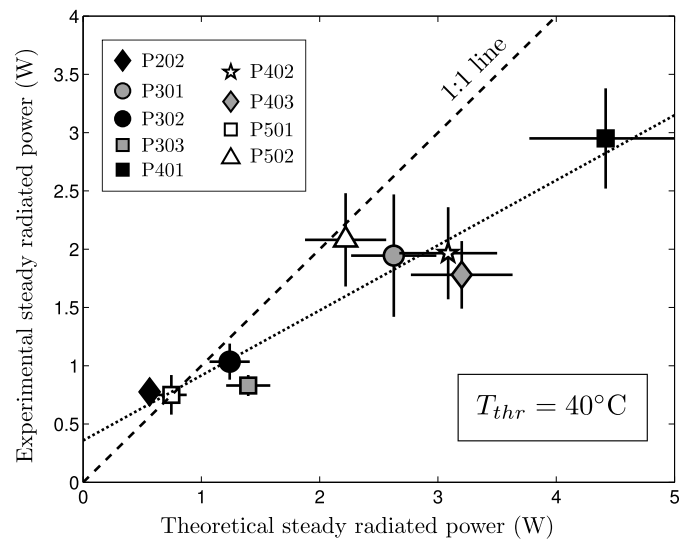 4
3.5
3
2.5
2
1.5
1
0.5
0
Experimental steady radiated power (W)
P202
P301
P302
P303
P401
P402
P403
P501
P502
1:1 line
T_{thr} = 40°C
0
1
2
3
4
5
Theoretical steady radiated power (W)